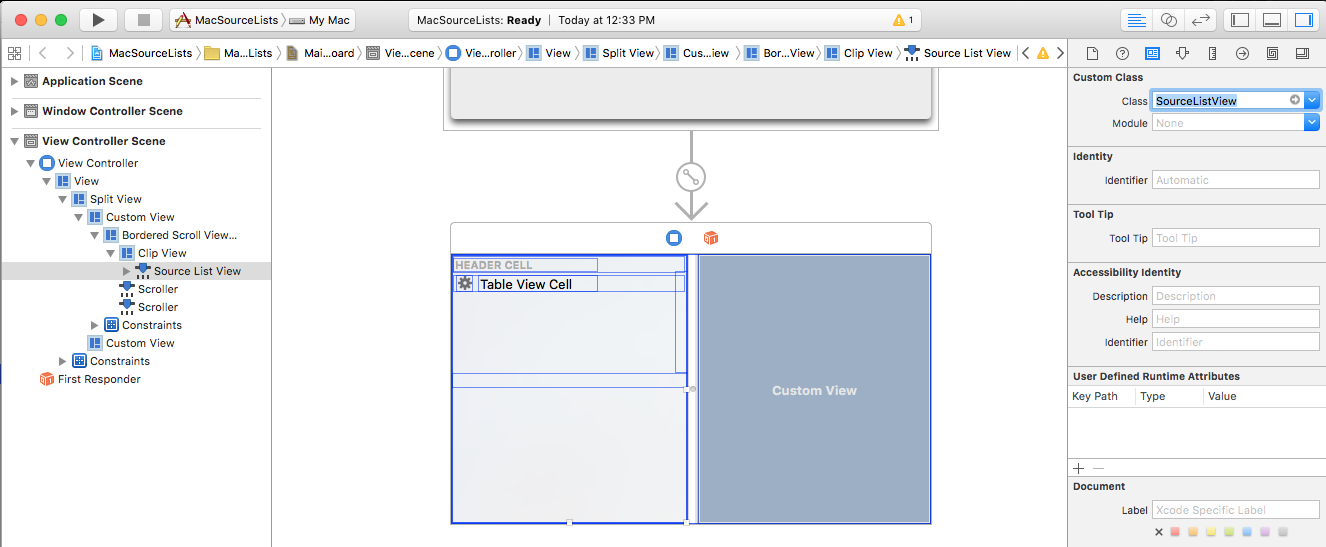 MacSourceLists
My Mac
MacSourceLists: Ready
Today at 12:33 PM
1
MacSourceLists
Ma...Lists
Mai...oard
Vie...cene
Vie...roller
View
Split View
Cus...iew
Bor...View
Clip View
Source List View
Application Scene
Window Controller Scene
View Controller Scene
View Controller
View
Split View
Custom View
Bordered Scroll View...
Clip View
Source List View
Scroller
Scroller
Constraints
Custom View
Constraints
First Responder
HEADER CELL
Table View Cell
Custom View
Custom Class
Class SourceListView
Module None
Identity
Identifier Automatic
Tool Tip
Tool Tip Tool Tip
Accessibility Identity
Description Description
Help Help
Identifier Identifier
User Defined Runtime Attributes
Key Path Type Value
Document
Label Xcode Specific Label